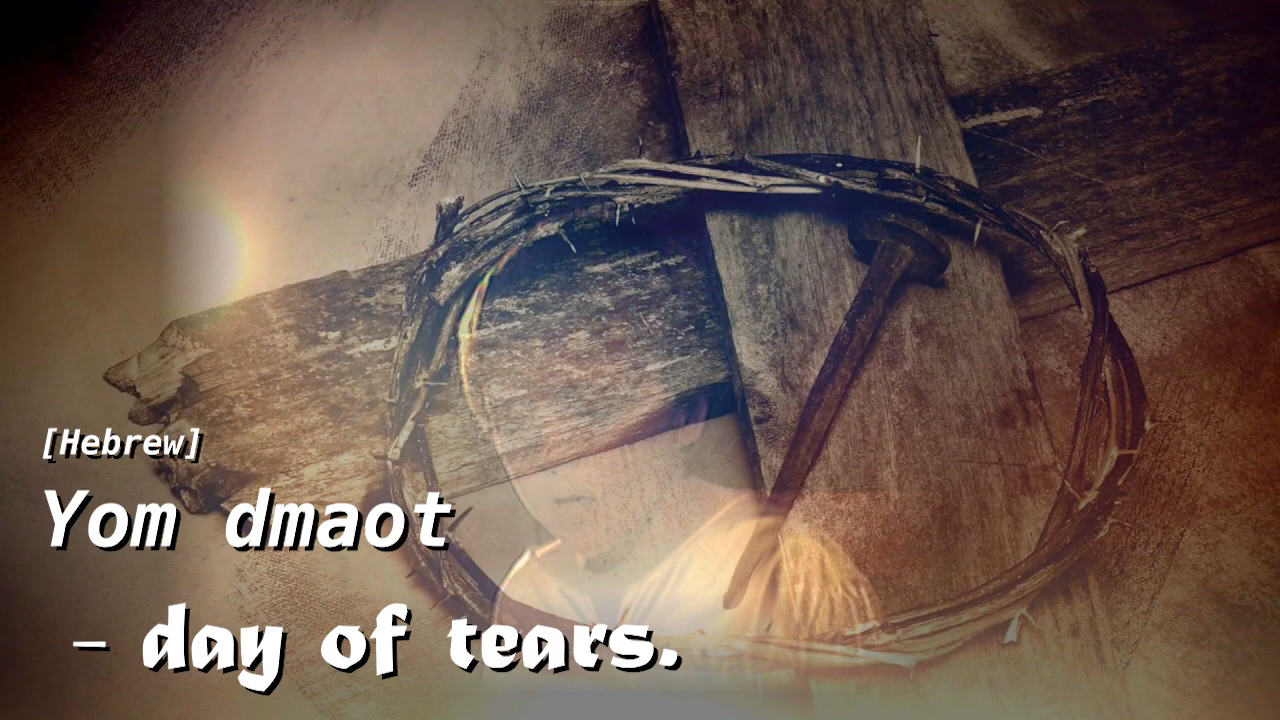 [Hebrew]
Yom dmaot
– day of tears.